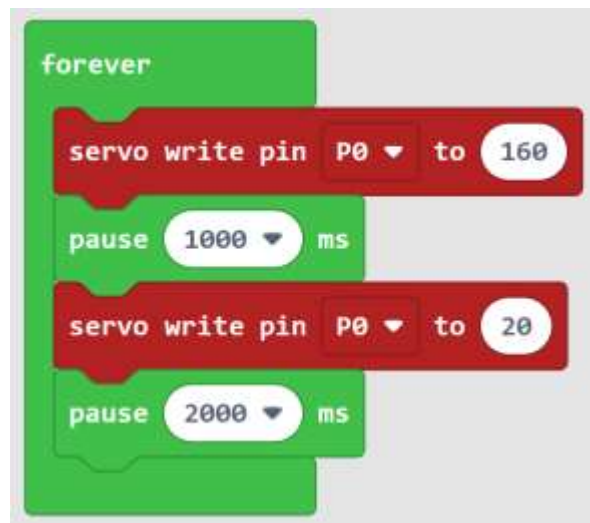 forever
servo write pin P0 to 160
pause 1000 ms
servo write pin P0 to 20
pause 2000 ms